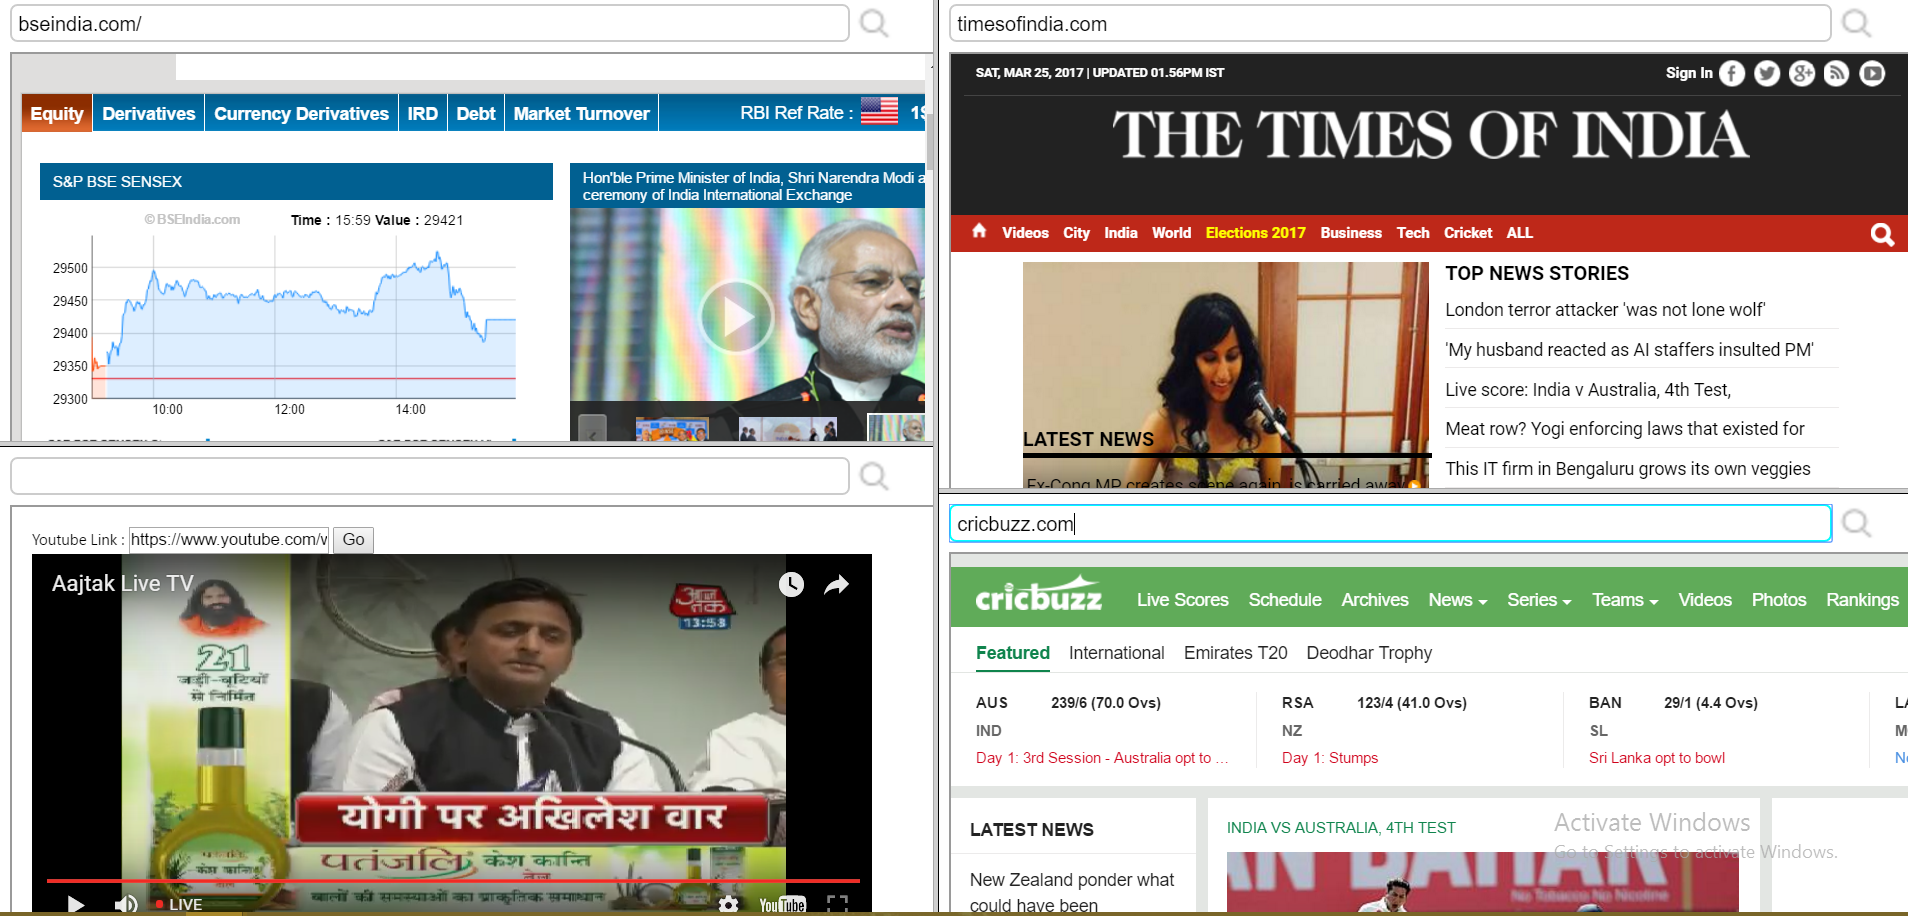 bseindia.com/
Equity Derivatives Currency Derivatives IRD Debt Market Turnover RBI Ref Rate :
S&P BSE SENSEX
© BSEIndia.com Time : 15:59 Value : 29421
29500
29450
29400
29350
29300
10:00 12:00 14:00
Hon'ble Prime Minister of India, Shri Narendra Modi a
ceremony of India International Exchange
timesofindia.com
SAT, MAR 25, 2017 | UPDATED 01.56PM IST Sign In
THE TIMES OF INDIA
Videos City India World Elections 2017 Business Tech Cricket ALL
TOP NEWS STORIES
London terror attacker 'was not lone wolf'
'My husband reacted as AI staffers insulted PM'
Live score: India v Australia, 4th Test,
Meat row? Yogi enforcing laws that existed for
This IT firm in Bengaluru grows its own veggies
LATEST NEWS
Ex-Cong MP creates scene again, is carried away
Youtube Link : https://www.youtube.com/v Go
Aajtak Live TV
आज तक
13:58
21
जड़ी-बूटियों
से निर्मित
योगी पर अखिलेश वार
पतंजलि केश कान्ति
तेल
बालों की समस्याओं का प्राकृतिक समाधान
LIVE YouTube
cricbuzz.com
cricbuzz Live Scores Schedule Archives News Series Teams Videos Photos Rankings
Featured International Emirates T20 Deodhar Trophy
AUS 239/6 (70.0 Ovs)
IND
Day 1: 3rd Session - Australia opt to ...
RSA 123/4 (41.0 Ovs)
NZ
Day 1: Stumps
BAN 29/1 (4.4 Ovs)
SL
Sri Lanka opt to bowl
LATEST NEWS
New Zealand ponder what
could have been
INDIA VS AUSTRALIA, 4TH TEST
No Tobacco No Nicotine
Activate Windows
Go to Settings to activate Windows.